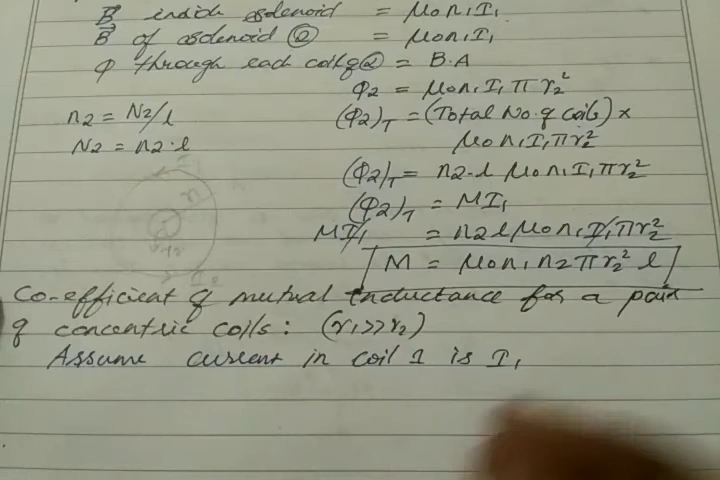 B⃗ inside solenoid = μ₀n₁I₁
B⃗ of solenoid ② = μ₀n₁I₁
φ through each coil of ② = B.A
φ₂ = μ₀n₁I₁πr₂²
n₂ = N₂/l
(φ₂)ₜ = (Total No. of coils) ×
N₂ = n₂.l
μ₀n₁I₁πr₂²
(φ₂)ₜ = n₂.l μ₀n₁I₁πr₂²
(φ₂)ₜ = MI₁
MI₁ = n₂lμ₀n₁I₁πr₂²
M = μ₀n₁n₂πr₂²l
Co-efficient of mutual Inductance for a pair
of concentric coils: (r₁>>r₂)
Assume current in coil 1 is I₁